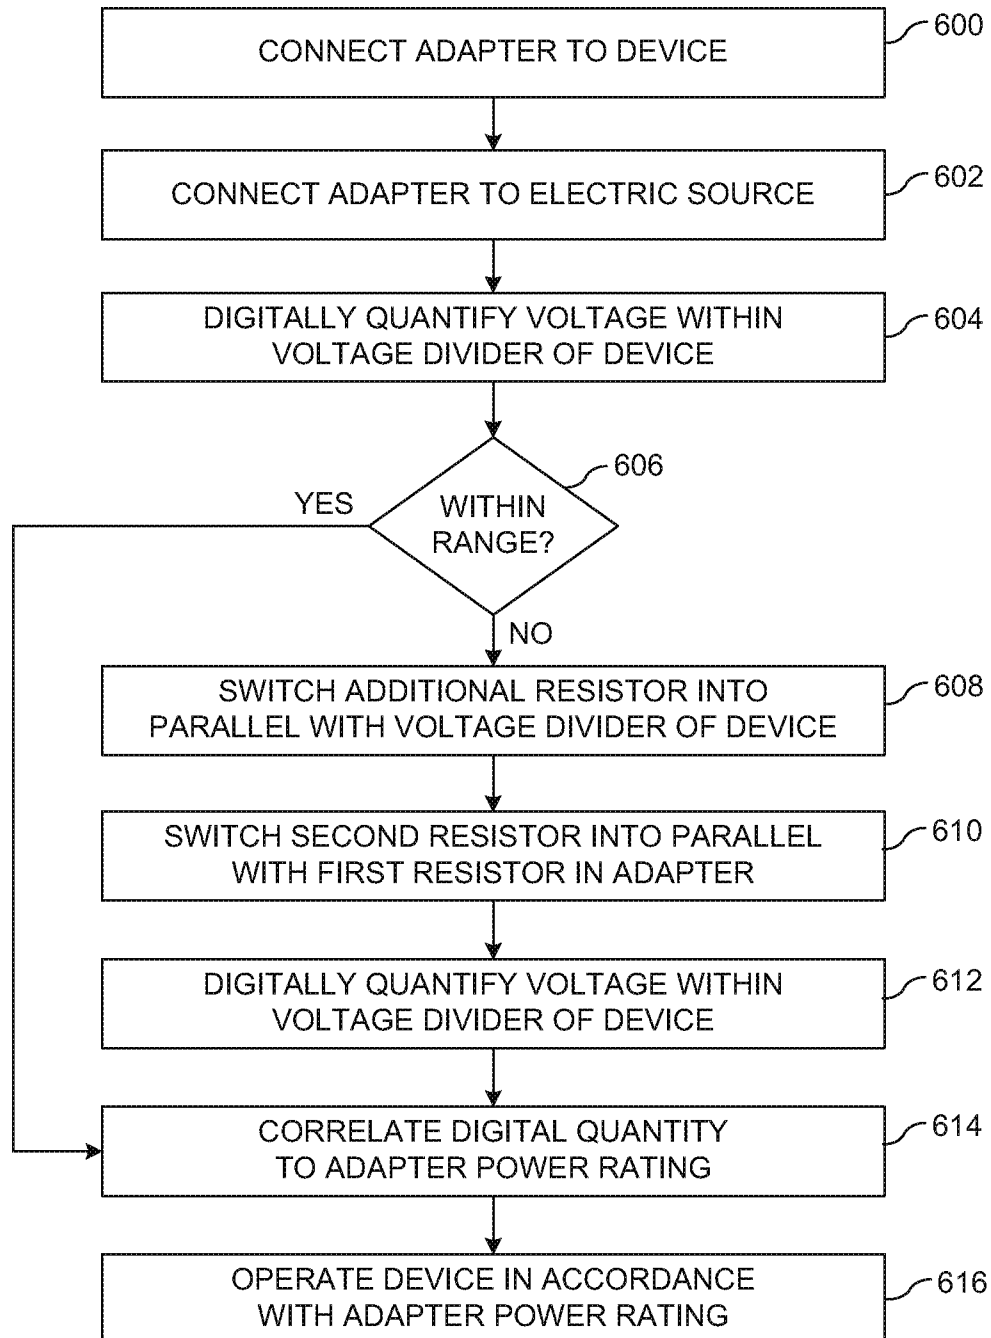 CONNECT ADAPTER TO DEVICE
600
CONNECT ADAPTER TO ELECTRIC SOURCE
602
DIGITALLY QUANTIFY VOLTAGE WITHIN
VOLTAGE DIVIDER OF DEVICE
604
WITHIN
RANGE?
606
YES
NO
SWITCH ADDITIONAL RESISTOR INTO
PARALLEL WITH VOLTAGE DIVIDER OF DEVICE
608
SWITCH SECOND RESISTOR INTO PARALLEL
WITH FIRST RESISTOR IN ADAPTER
610
DIGITALLY QUANTIFY VOLTAGE WITHIN
VOLTAGE DIVIDER OF DEVICE
612
CORRELATE DIGITAL QUANTITY
TO ADAPTER POWER RATING
614
OPERATE DEVICE IN ACCORDANCE
WITH ADAPTER POWER RATING
616